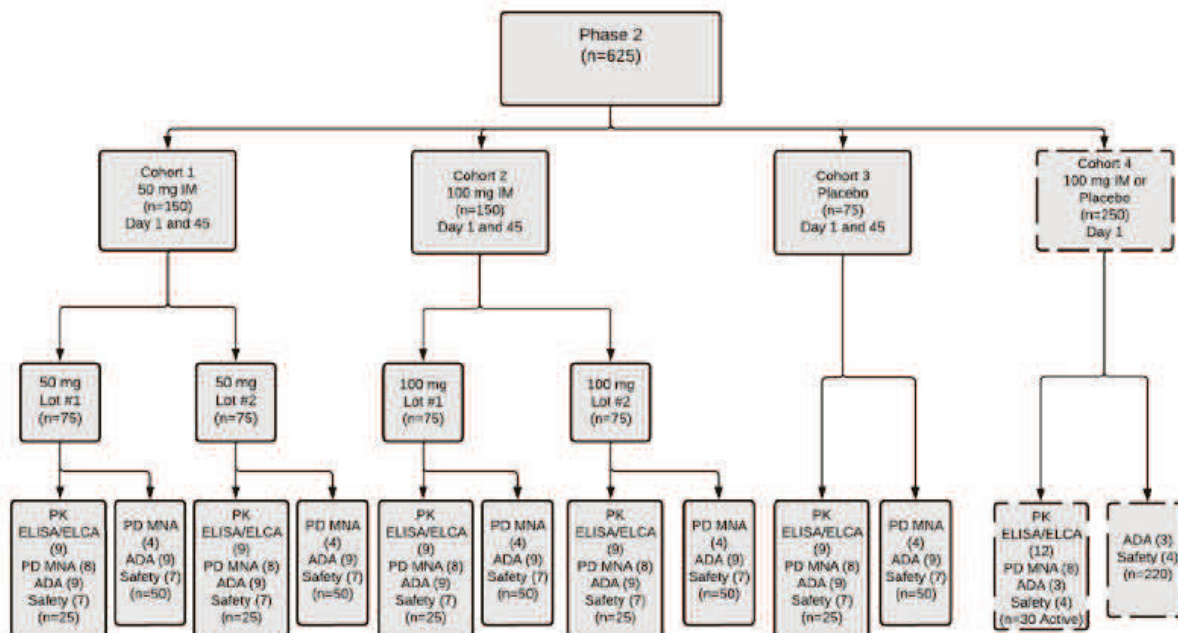 Phase 2
(n=625)
Cohort 1
50 mg IM
(n=150)
Day 1 and 45
Cohort 2
100 mg IM
(n=150)
Day 1 and 45
Cohort 3
Placebo
(n=75)
Day 1 and 45
Cohort 4
100 mg IM or
Placebo
(n=250)
Day 1
50 mg
Lot #1
(n=75)
50 mg
Lot #2
(n=75)
100 mg
Lot #1
(n=75)
100 mg
Lot #2
(n=75)
PK
ELISA/ELCA
(9)
PD MNA (8)
ADA (9)
Safety (7)
(n=25)
PD MNA
(4)
ADA (9)
Safety (7)
(n=50)
PK
ELISA/ELCA
(9)
PD MNA (8)
ADA (9)
Safety (7)
(n=25)
PD MNA
(4)
ADA (9)
Safety (7)
(n=50)
PK
ELISA/ELCA
(9)
PD MNA (8)
ADA (9)
Safety (7)
(n=25)
PD MNA
(4)
ADA (9)
Safety (7)
(n=50)
PK
ELISA/ELCA
(9)
PD MNA (8)
ADA (9)
Safety (7)
(n=25)
PD MNA
(4)
ADA (9)
Safety (7)
(n=50)
PK
ELISA/ELCA
(9)
PD MNA (8)
ADA (9)
Safety (7)
(n=25)
PD MNA
(4)
ADA (9)
Safety (7)
(n=50)
PK
ELISA/ELCA
(12)
PD MNA (8)
ADA (3)
Safety (4)
(n=30 Active)
ADA (3)
Safety (4)
(n=220)